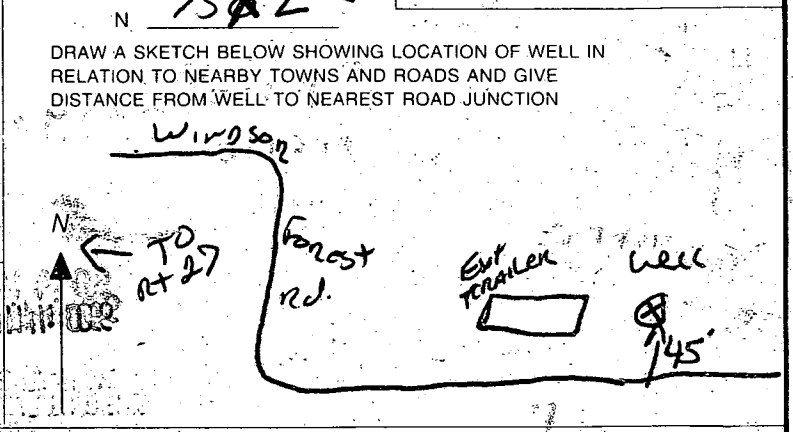 N
DRAW A SKETCH BELOW SHOWING LOCATION OF WELL IN
RELATION TO NEARBY TOWNS AND ROADS AND GIVE
DISTANCE FROM WELL TO NEAREST ROAD JUNCTION
WINDSOR
N
← TO
Rt 27
Forest
Rd.
TRAILER
Well
45'